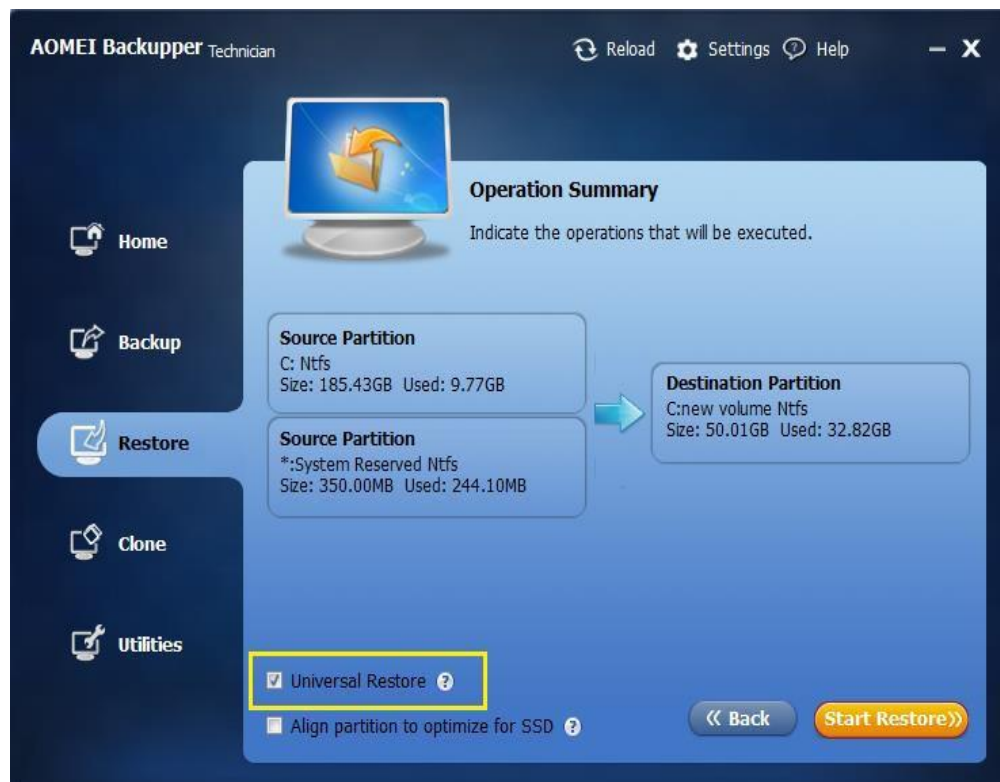 AOMEI Backupper Technician
Reload Settings ? Help – X
Operation Summary
Indicate the operations that will be executed.
Home
Backup
Restore
Clone
Utilities
Source Partition
C: Ntfs
Size: 185.43GB Used: 9.77GB
Source Partition
*:System Reserved Ntfs
Size: 350.00MB Used: 244.10MB
Destination Partition
C:new volume Ntfs
Size: 50.01GB Used: 32.82GB
Universal Restore ?
Align partition to optimize for SSD ?
« Back
Start Restore»